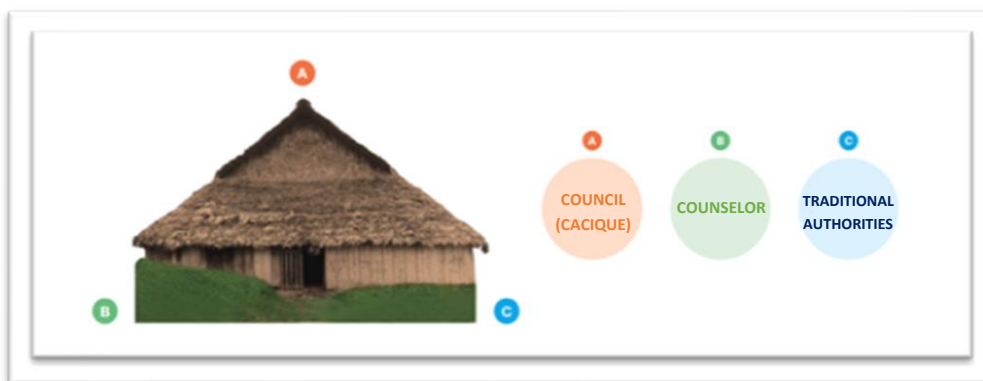 A
B
C
A
COUNCIL
(CACIQUE)
B
COUNSELOR
C
TRADITIONAL
AUTHORITIES